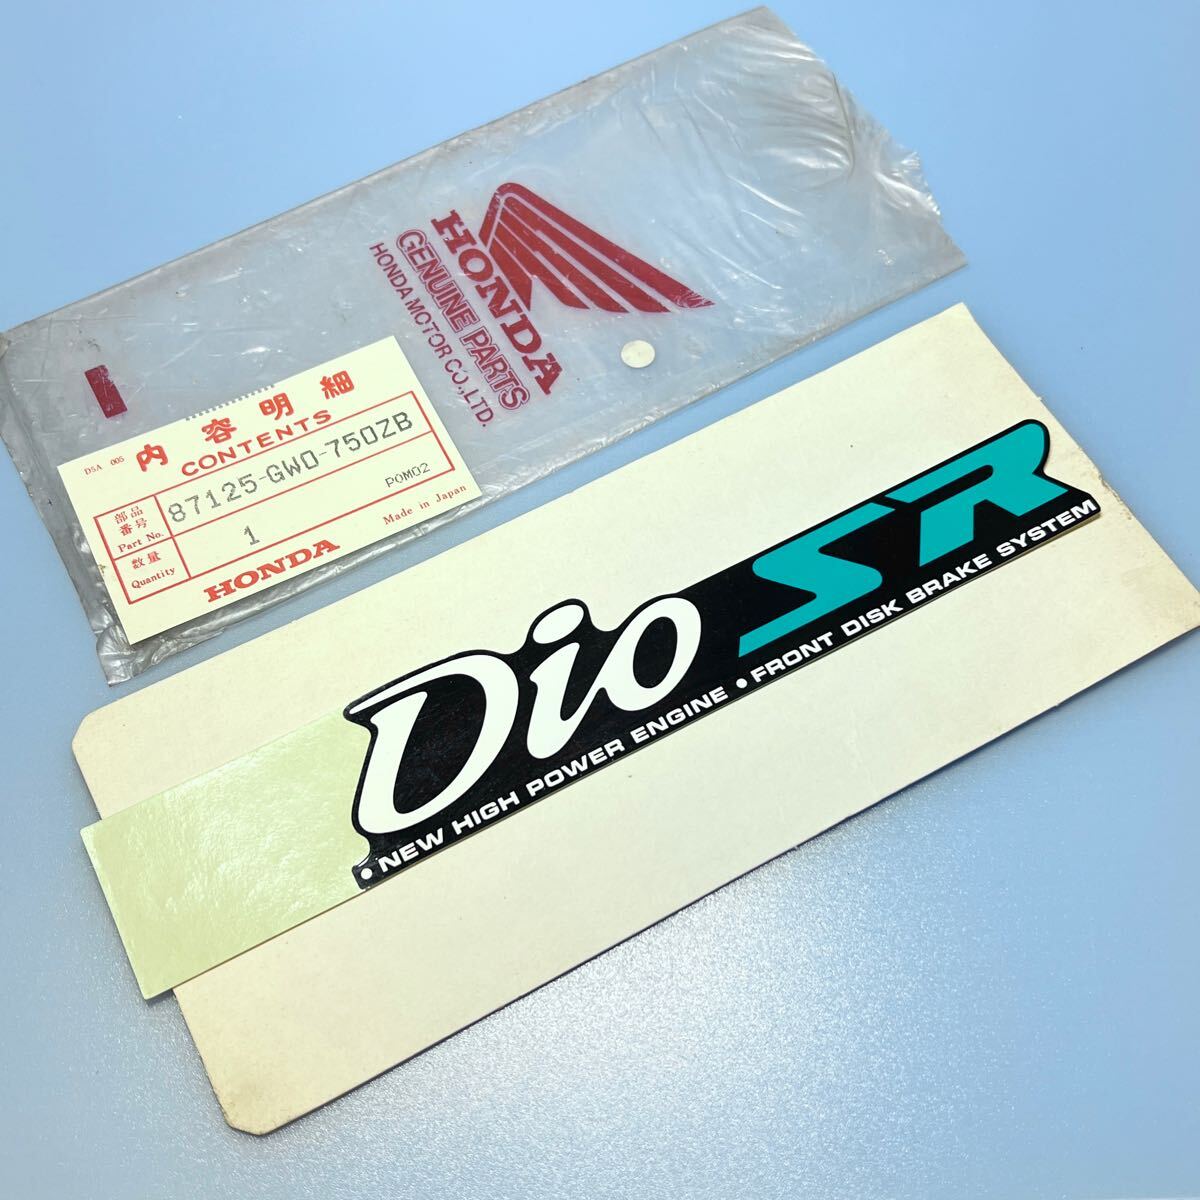 HONDA
GENUINE PARTS
HONDA MOTOR CO.,LTD.
D5A 005
内容明細
CONTENTS
部品番号
Part No.
87125-GW0-750ZB
P0M02
数量
Quantity
1
Made in Japan
HONDA
Dio SR
• NEW HIGH POWER ENGINE • FRONT DISK BRAKE SYSTEM